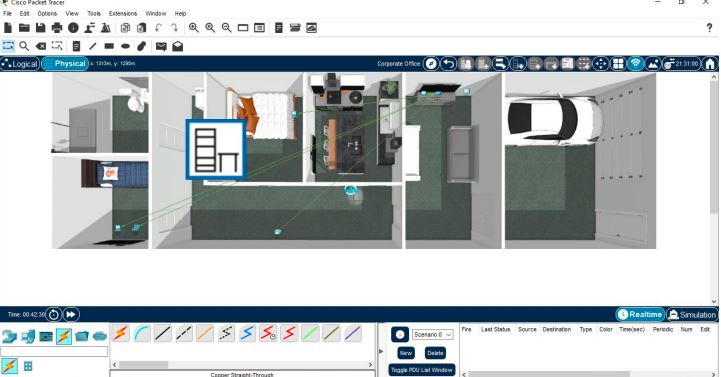 Cisco Packet Tracer
File Edit Options View Tools Extensions Window Help
Logical Physical x: 1313m, y: 1295m Corporate Office 21:31:00
Time: 00:42:30 Realtime Simulation
Scenario 0 Fire Last Status Source Destination Type Color Time(sec) Periodic Num Edit
New Delete
Toggle PDU List Window
Copper Straight-Through